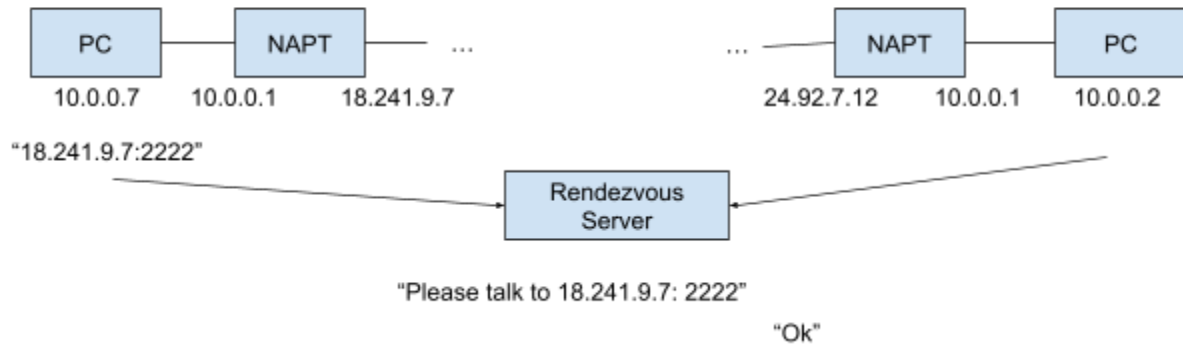 PC
NAPT
...
...
NAPT
PC
10.0.0.7
10.0.0.1
18.241.9.7
24.92.7.12
10.0.0.1
10.0.0.2
“18.241.9.7:2222”
Rendezvous
Server
“Please talk to 18.241.9.7: 2222”
“Ok”